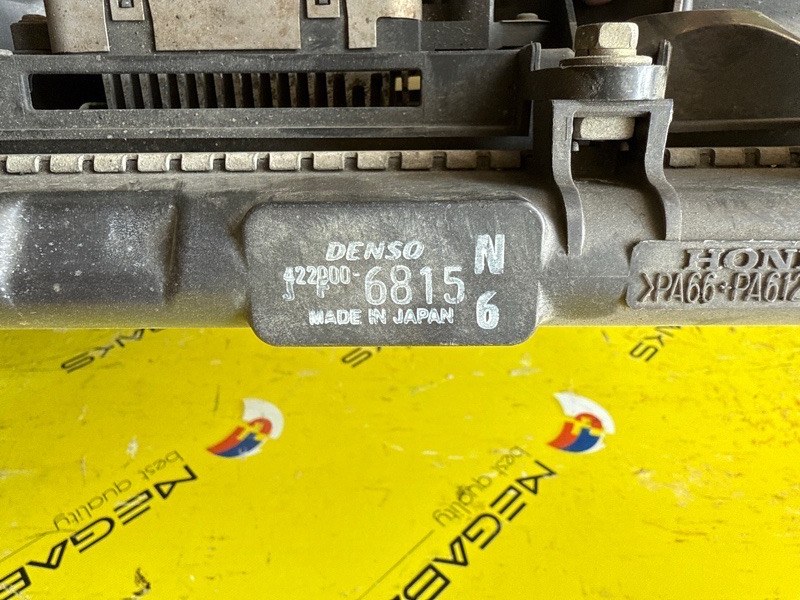 DENSO
N
422000-
J P
6815
6
MADE IN JAPAN
HON
>PA66+PA612
best quality
MEGAB
best quality
MEGAB